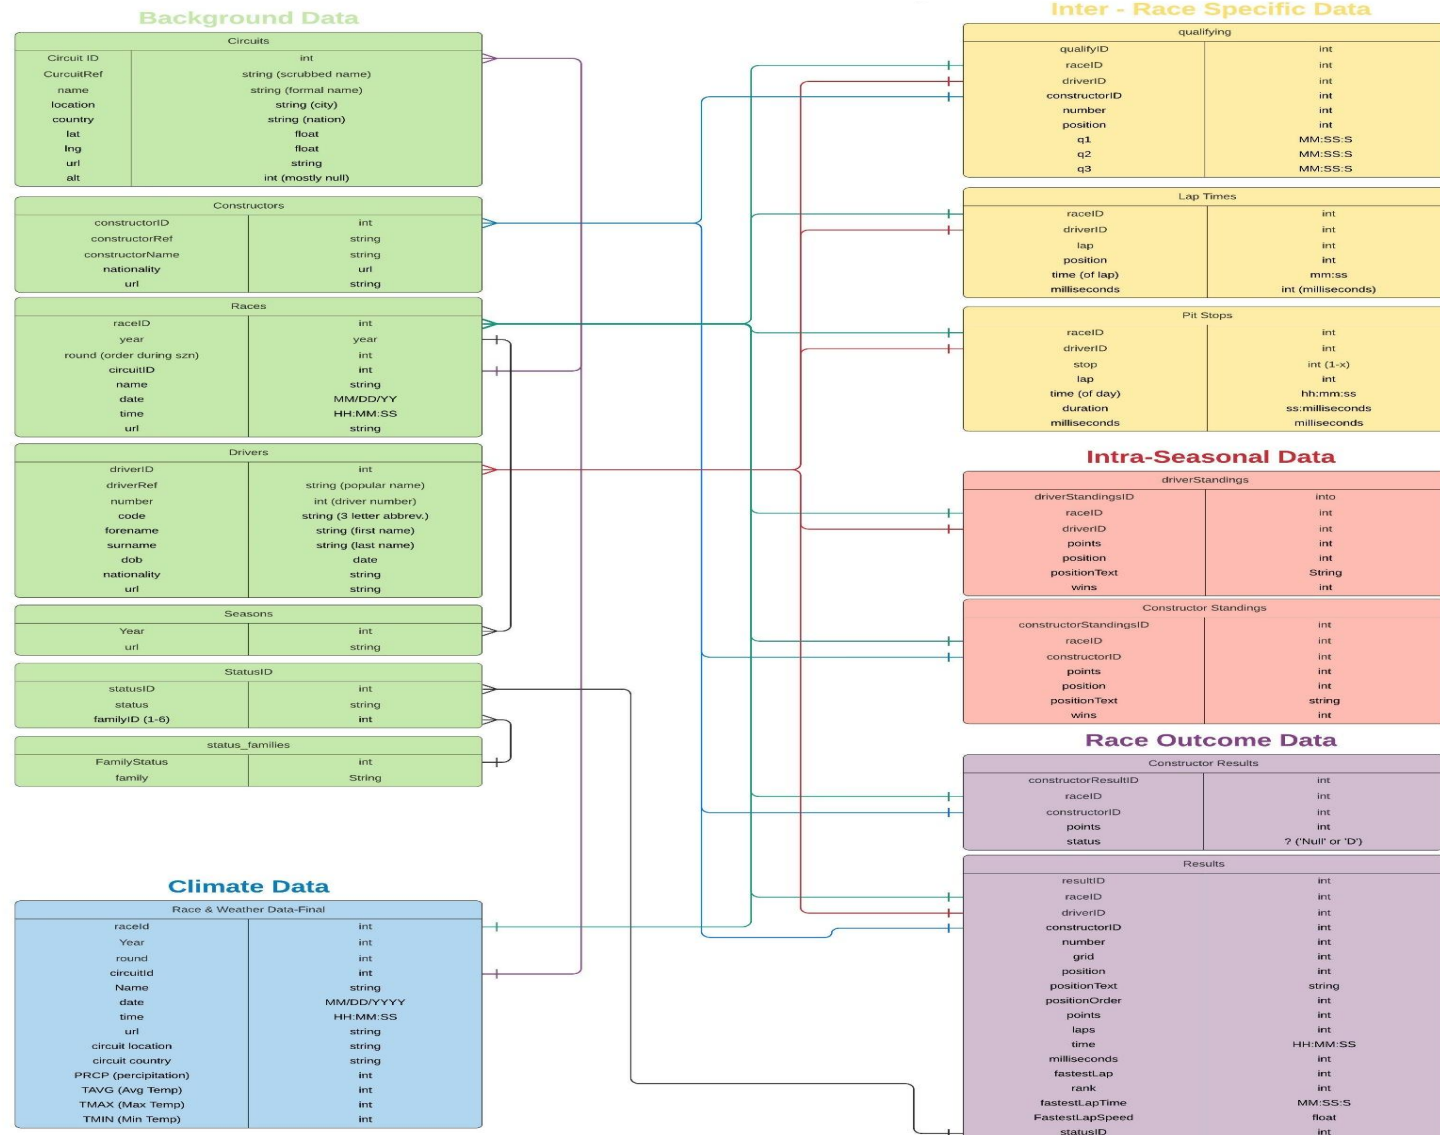 Background Data
Circuits
Circuit ID int
CurcuitRef string (scrubbed name)
name string (formal name)
location string (city)
country string (nation)
lat float
lng float
url string
alt int (mostly null)
Constructors
constructorID int
constructorRef string
constructorName string
nationality url
url string
Races
raceID int
year year
round (order during szn) int
circuitID int
name string
date MM/DD/YY
time HH:MM:SS
url string
Drivers
driverID int
driverRef string (popular name)
number int (driver number)
code string (3 letter abbrev.)
forename string (first name)
surname string (last name)
dob date
nationality string
url string
Seasons
Year int
url string
StatusID
statusID int
status string
familyID (1-6) int
status_families
FamilyStatus int
family String
Climate Data
Race & Weather Data-Final
raceId int
Year int
round int
circuitId int
Name string
date MM/DD/YYYY
time HH:MM:SS
url string
circuit location string
circuit country string
PRCP (percipitation) int
TAVG (Avg Temp) int
TMAX (Max Temp) int
TMIN (Min Temp) int
Inter - Race Specific Data
qualifying
qualifyID int
raceID int
driverID int
constructorID int
number int
position int
q1 MM:SS:S
q2 MM:SS:S
q3 MM:SS:S
Lap Times
raceID int
driverID int
lap int
position int
time (of lap) mm:ss
milliseconds int (milliseconds)
Pit Stops
raceID int
driverID int
stop int (1-x)
lap int
time (of day) hh:mm:ss
duration ss:milliseconds
milliseconds milliseconds
Intra-Seasonal Data
driverStandings
driverStandingsID into
raceID int
driverID int
points int
position int
positionText String
wins int
Constructor Standings
constructorStandingsID int
raceID int
constructorID int
points int
position int
positionText string
wins int
Race Outcome Data
Constructor Results
constructorResultID int
raceID int
constructorID int
points int
status ? ('Null' or 'D')
Results
resultID int
raceID int
driverID int
constructorID int
number int
grid int
position int
positionText string
positionOrder int
points int
laps int
time HH:MM:SS
milliseconds int
fastestLap int
rank int
fastestLapTime MM:SS:S
FastestLapSpeed float
statusID int